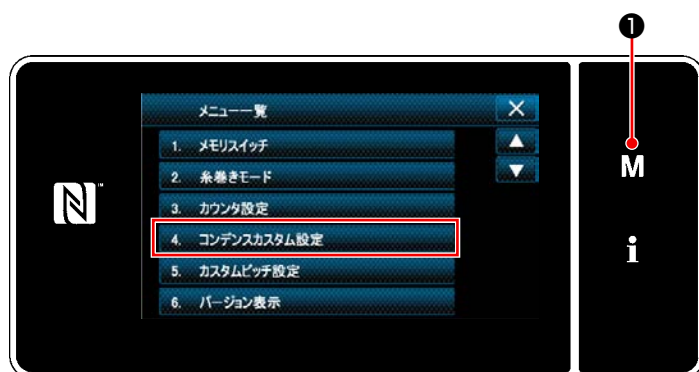 ❶
メニュー一覧
1. メモリスイッチ
2. 糸巻きモード
3. カウンタ設定
4. コンデンスカスタム設定
5. カスタムピッチ設定
6. バージョン表示
M
i